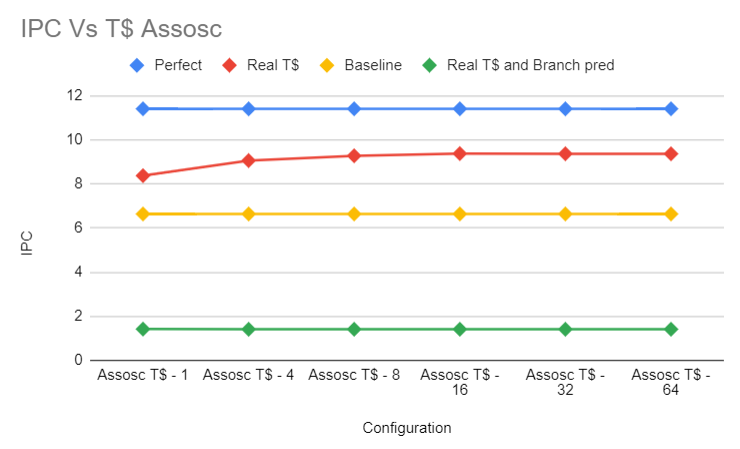 IPC Vs T$ Assosc
Perfect Real T$ Baseline Real T$ and Branch pred
12
10
8
6
4
2
0
IPC
Assosc T$ - 1 Assosc T$ - 4 Assosc T$ - 8 Assosc T$ - 16 Assosc T$ - 32 Assosc T$ - 64
Configuration